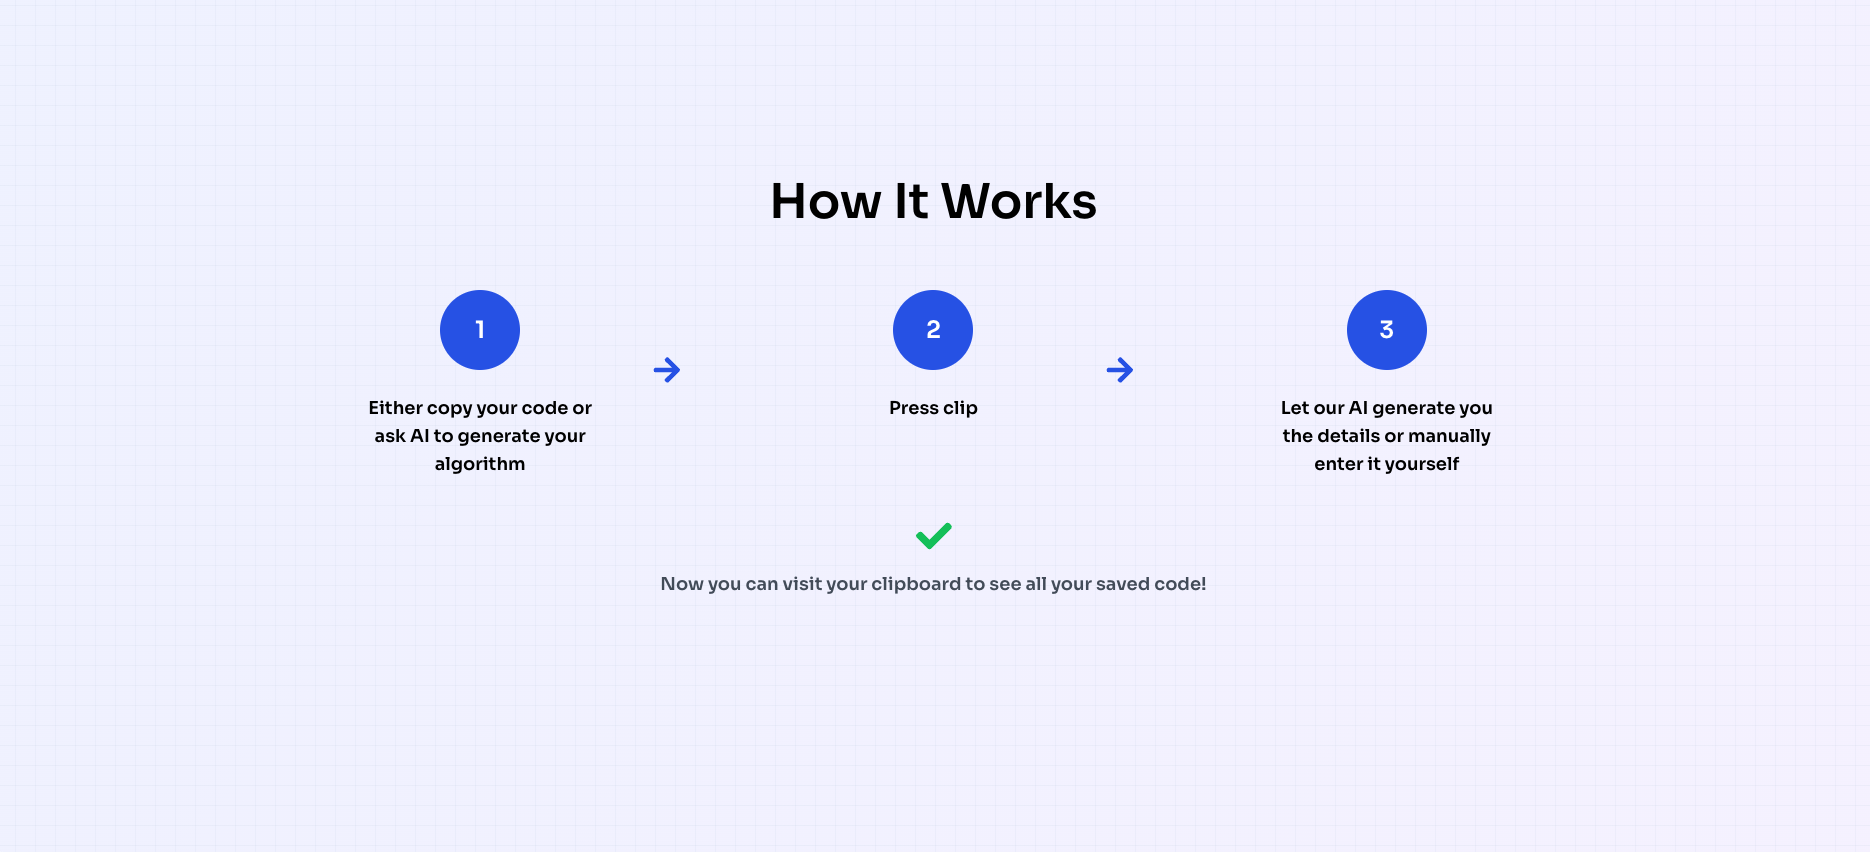 How It Works
1
Either copy your code or
ask AI to generate your
algorithm
2
Press clip
3
Let our AI generate you
the details or manually
enter it yourself
Now you can visit your clipboard to see all your saved code!